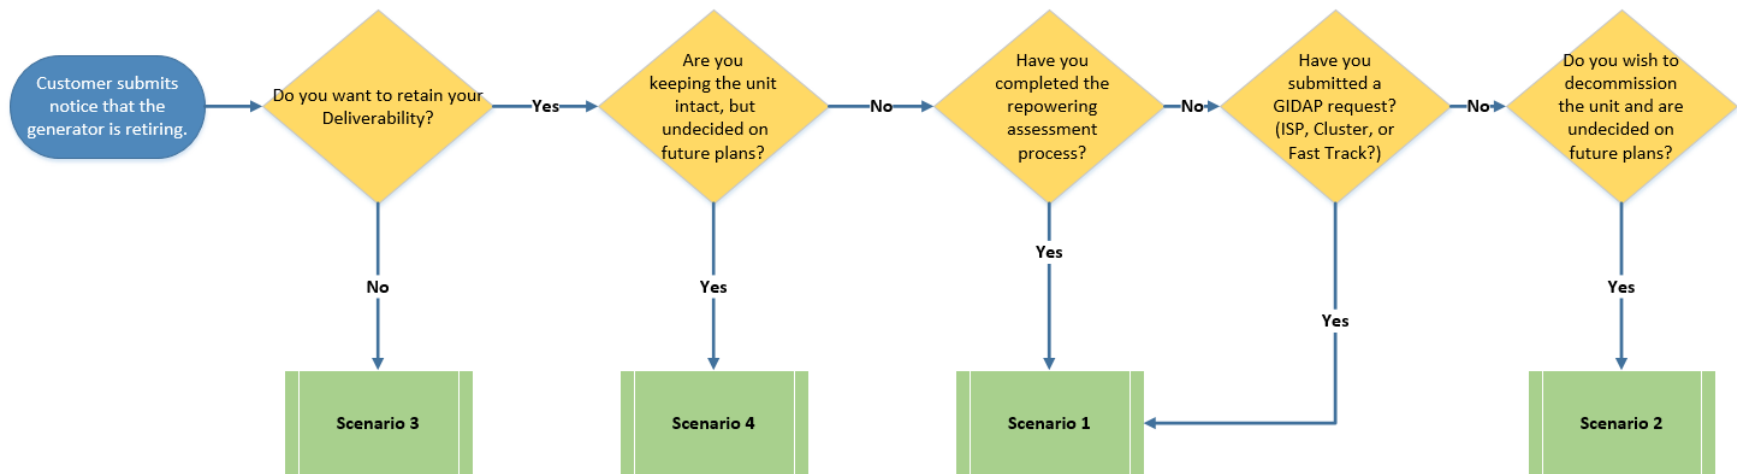 Customer submits
notice that the
generator is retiring.
Do you want to retain your
Deliverability?
Yes
No
Are you
keeping the unit
intact, but
undecided on
future plans?
No
Yes
Have you
completed the
repowering
assessment
process?
No
Yes
Have you
submitted a
GIDAP request?
(ISP, Cluster, or
Fast Track?)
No
Yes
Do you wish to
decommission
the unit and are
undecided on
future plans?
Yes
Scenario 3
Scenario 4
Scenario 1
Scenario 2